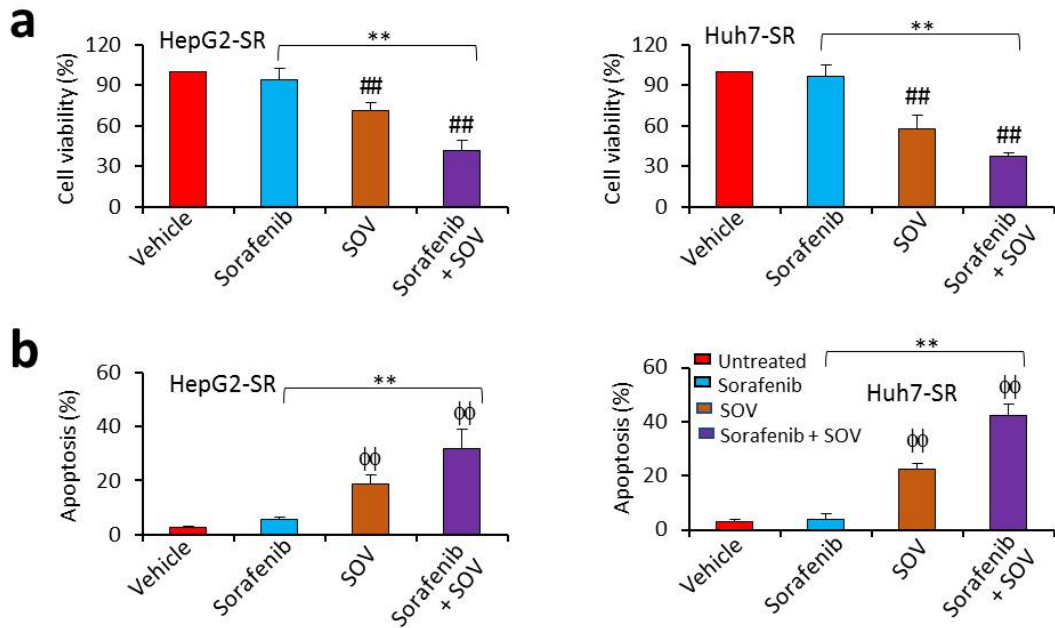 a
HepG2-SR
**
Cell viability (%)
120
90
60
30
0
##
##
Vehicle
Sorafenib
SOV
Sorafenib
+ SOV
Huh7-SR
**
Cell viability (%)
120
90
60
30
0
##
##
Vehicle
Sorafenib
SOV
Sorafenib
+ SOV
b
HepG2-SR
**
Apoptosis (%)
60
40
20
0
ϕϕ
ϕϕ
Vehicle
Sorafenib
SOV
Sorafenib
+ SOV
**
Untreated
Sorafenib
SOV
Sorafenib + SOV
Huh7-SR
Apoptosis (%)
60
40
20
0
ϕϕ
ϕϕ
Vehicle
Sorafenib
SOV
Sorafenib
+ SOV